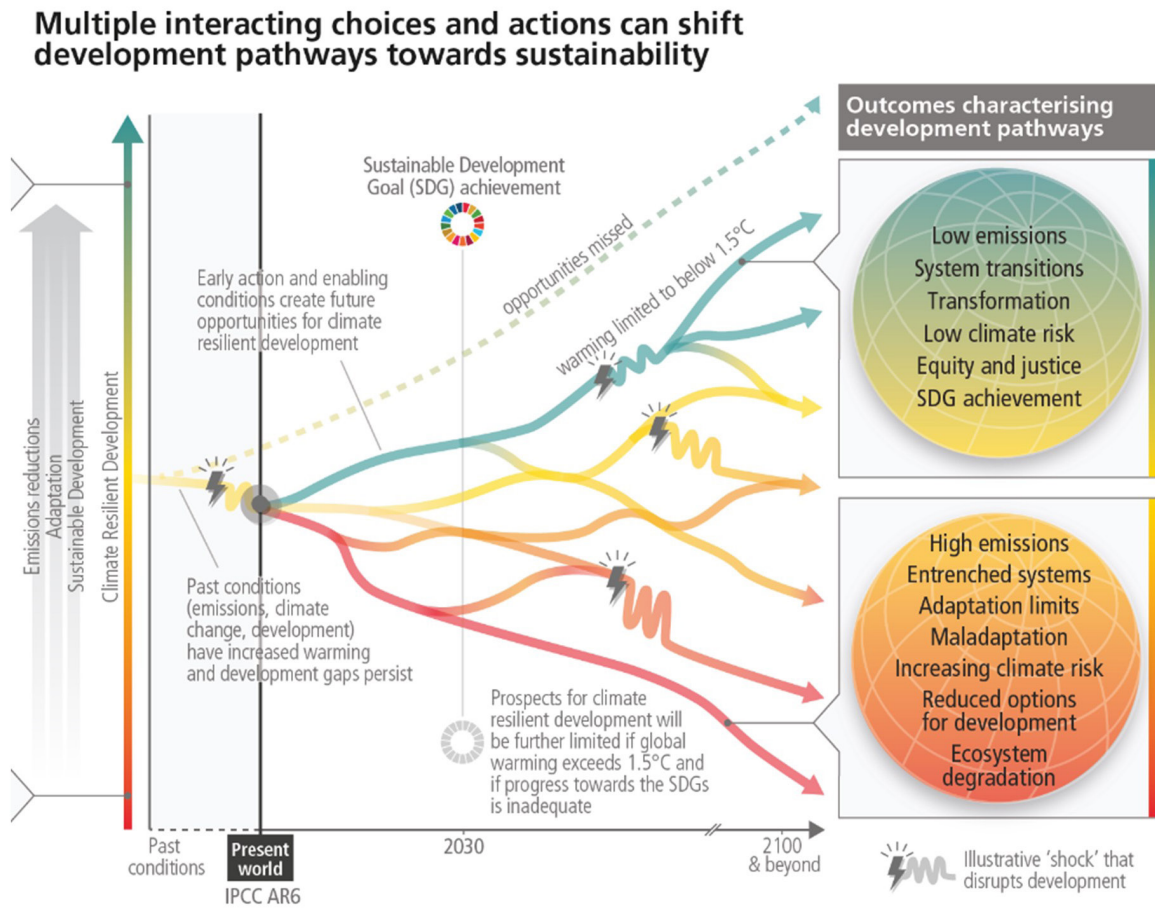 Multiple interacting choices and actions can shift
development pathways towards sustainability
Outcomes characterising
development pathways
Sustainable Development
Goal (SDG) achievement
opportunities missed
warming limited to below 1.5°C
Early action and enabling
conditions create future
opportunities for climate
resilient development
Low emissions
System transitions
Transformation
Low climate risk
Equity and justice
SDG achievement
Emissions reductions
Adaptation
Sustainable Development
Climate Resilient Development
Past conditions
(emissions, climate
change, development)
have increased warming
and development gaps persist
High emissions
Entrenched systems
Adaptation limits
Maladaptation
Increasing climate risk
Reduced options
for development
Ecosystem
degradation
Prospects for climate
resilient development will
be further limited if global
warming exceeds 1.5°C and
if progress towards the SDGs
is inadequate
Past
conditions
Present
world
IPCC AR6
2030
2100
& beyond
Illustrative 'shock' that
disrupts development